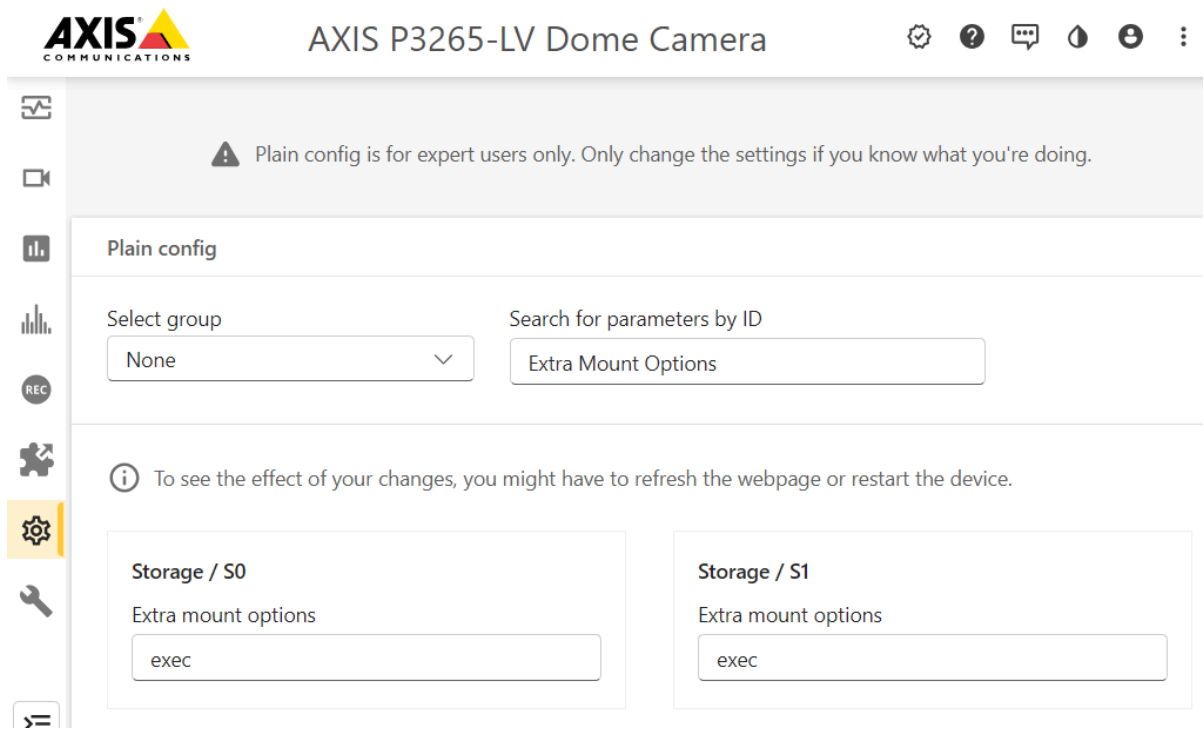 AXIS
COMMUNICATIONS
AXIS P3265-LV Dome Camera
Plain config is for expert users only. Only change the settings if you know what you're doing.
Plain config
Select group
Search for parameters by ID
None
Extra Mount Options
REC
To see the effect of your changes, you might have to refresh the webpage or restart the device.
Storage / S0
Extra mount options
exec
Storage / S1
Extra mount options
exec